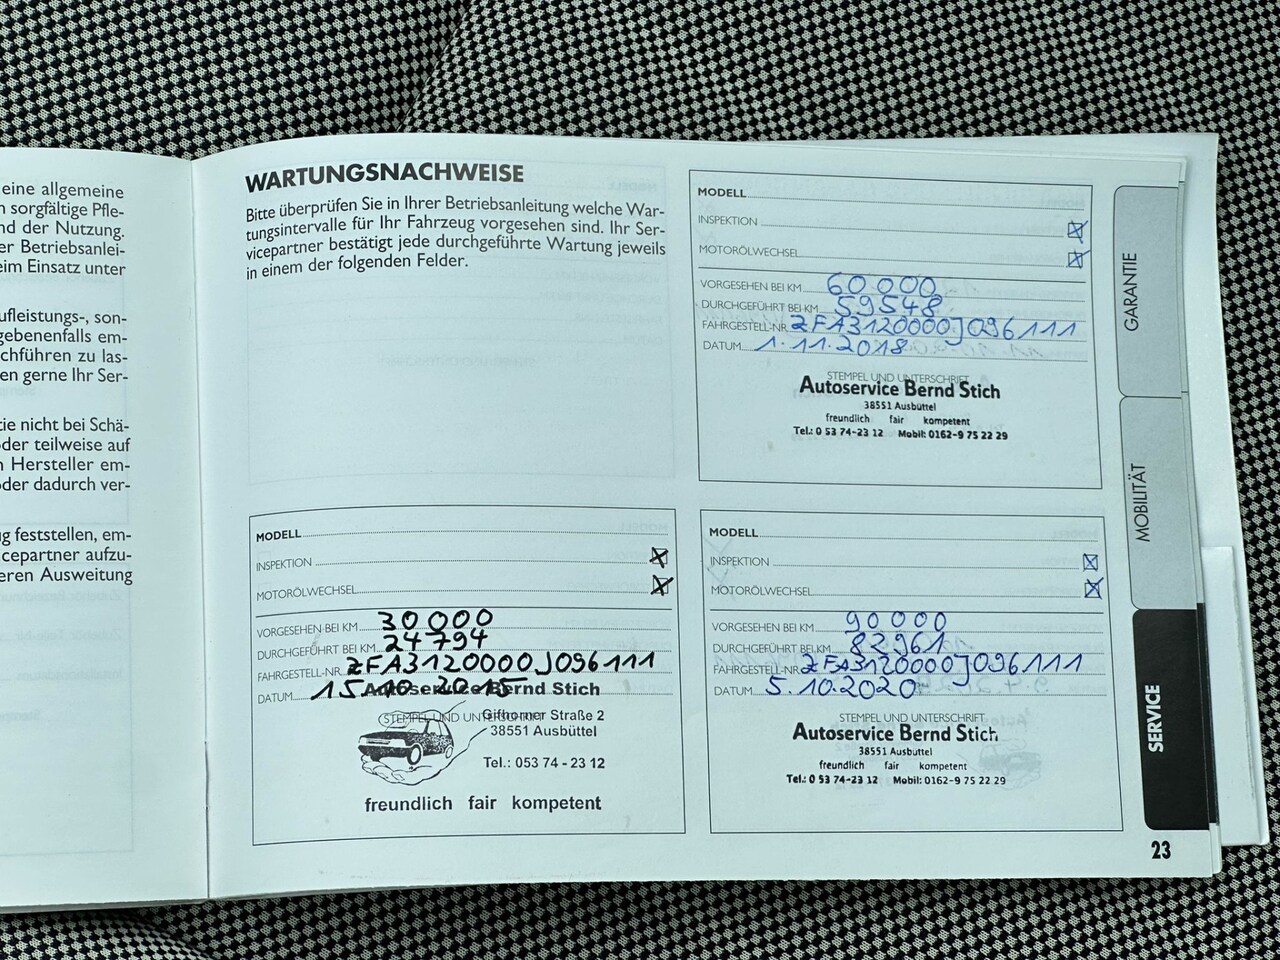 eine allgemeine
sorgfältige Pfle-
nd der Nutzung.
er Betriebsanlei-
eim Einsatz unter
ufleistungs-, son-
gebenenfalls em-
chführen zu las-
en gerne Ihr Ser-
tie nicht bei Schä-
oder teilweise auf
Hersteller em-
oder dadurch ver-
ug feststellen, em-
cepartner aufzu-
eren Ausweitung
WARTUNGSNACHWEISE
Bitte überprüfen Sie in Ihrer Betriebsanleitung welche War-
tungsintervalle für Ihr Fahrzeug vorgesehen sind. Ihr Ser-
vicepartner bestätigt jede durchgeführte Wartung jeweils
in einem der folgenden Felder.
MODELL
INSPEKTION
MOTORÖLWECHSEL
VORGESEHEN BEI KM 60000
DURCHGEFÜHRT BEI KM 59548
FAHRGESTELL-NR. ZFA3120000J096111
DATUM 1.11.2018
STEMPEL UND UNTERSCHRIFT
Autoservice Bernd Stich
38551 Ausbüttel
freundlich fair kompetent
Tel.: 0 53 74-23 12 Mobil: 0162-9 75 22 29
MODELL
INSPEKTION
MOTORÖLWECHSEL
VORGESEHEN BEI KM 30000
DURCHGEFÜHRT BEI KM 24794
FAHRGESTELL-NR. ZFA3120000J096111
DATUM 15.10.2015
Autoservice Bernd Stich
STEMPEL UND UNTERSCHRIFT
Gifhorner Straße 2
38551 Ausbüttel
Tel.: 053 74 - 23 12
freundlich fair kompetent
MODELL
INSPEKTION
MOTORÖLWECHSEL
VORGESEHEN BEI KM 90000
DURCHGEFÜHRT BEI KM 82961
FAHRGESTELL-NR. ZFA3120000J096111
DATUM 5.10.2020
STEMPEL UND UNTERSCHRIFT
Autoservice Bernd Stich
38551 Ausbüttel
freundlich fair kompetent
Tel.: 0 53 74-23 12 Mobil: 0162-9 75 22 29
GARANTIE
MOBILITÄT
SERVICE
23